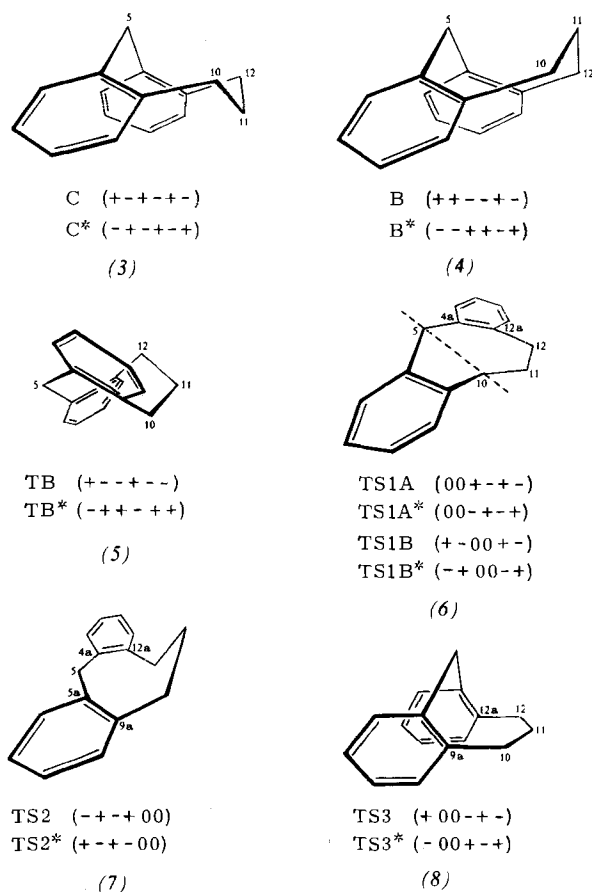 5
10
12
11
C (+-+-+-)
C* (-+-+-+)
(3)
5
11
10
12
B (++--+-)
B* (--++-+)
(4)
12
5
11
10
TB (+--+--)
TB* (-++-++)
(5)
4a
12a
5
12
10
11
TS1A (00+-+-)
TS1A* (00-+-+)
TS1B (+-00+-)
TS1B* (-+00-+)
(6)
4a
12a
5
5a
9a
TS2 (-+-+00)
TS2* (+-+-00)
(7)
12a
12
11
9a
10
TS3 (+00-+-)
TS3* (-00+-+)
(8)